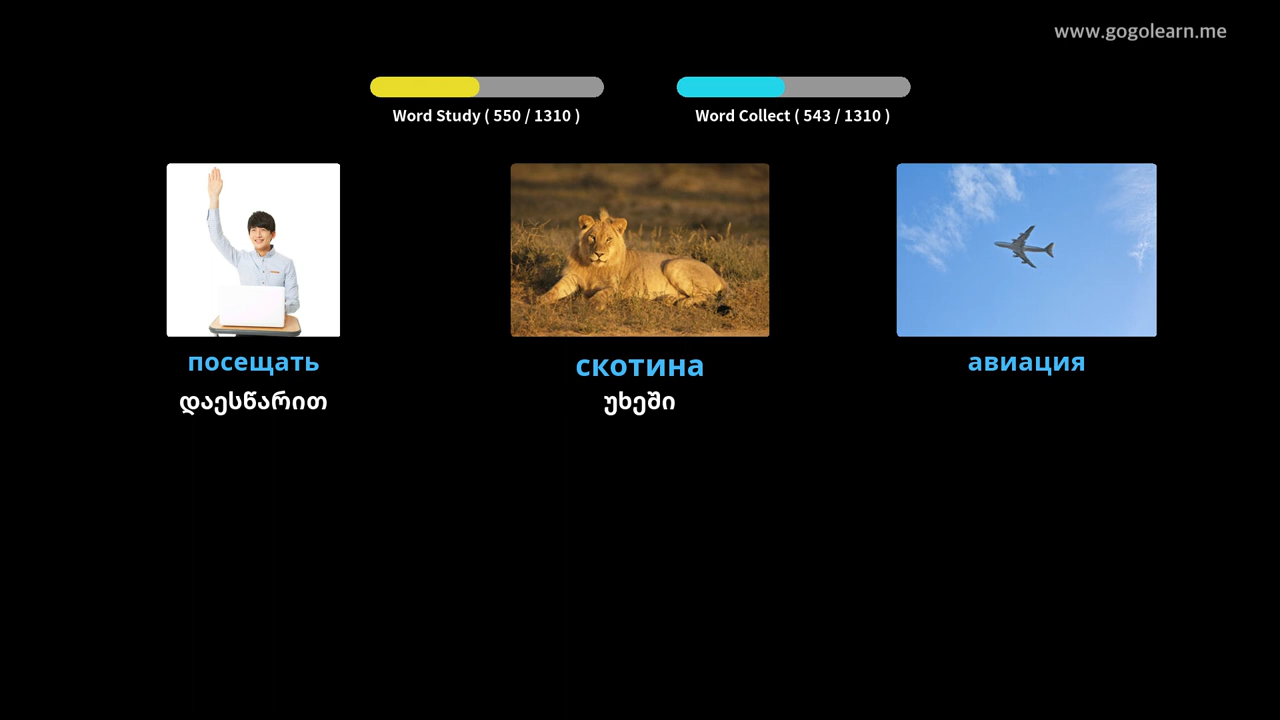 www.gogolearn.me
Word Study ( 550 / 1310 )
Word Collect ( 543 / 1310 )
посещать
скотина
авиация
დაესწარით
უხეში